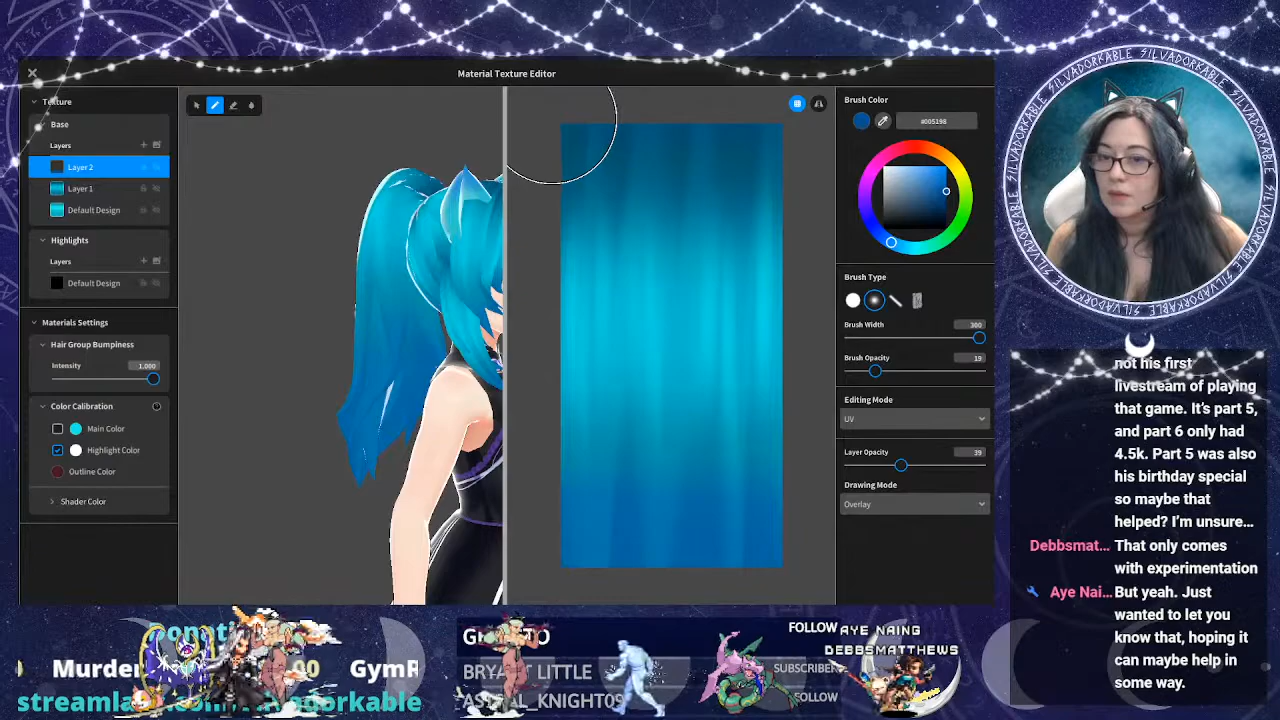 Material Texture Editor
Texture
Base
Layers
Layer 2
Layer 1
Default Design
Highlights
Layers
Default Design
Materials Settings
Hair Group Bumpiness
Intensity
1.000
Color Calibration
Main Color
Highlight Color
Outline Color
Shader Color
Brush Color
#005198
Brush Type
Brush Width
300
Brush Opacity
19
Editing Mode
UV
Layer Opacity
39
Drawing Mode
Overlay
SILVADORKABLE
not his first
livestream of playing
that game. It's part 5,
and part 6 only had
4.5k. Part 5 was also
his birthday special
so maybe that
helped? I'm unsure...
Debbsmat... That only comes
with experimentation
Aye Nai... But yeah. Just
wanted to let you
know that, hoping it
can maybe help in
some way.
Murder
00
GymR
BRYANT LITTLE
ASTRAL_KNIGHT09
FOLLOW
SUBSCRIBER
FOLLOW
AYE NAING
DEBBSMATTHEWS